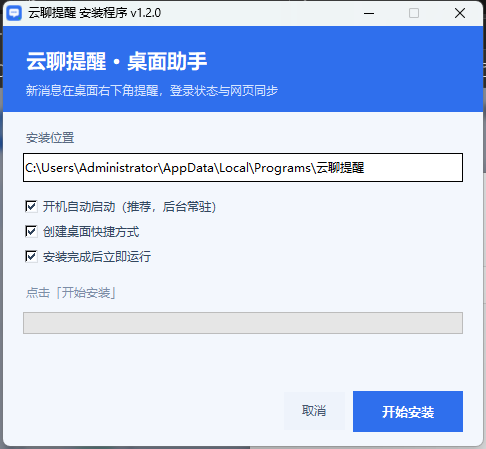 云聊提醒 安装程序 v1.2.0
云聊提醒 · 桌面助手
新消息在桌面右下角提醒，登录状态与网页同步
安装位置
C:\Users\Administrator\AppData\Local\Programs\云聊提醒
开机自动启动（推荐，后台常驻）
创建桌面快捷方式
安装完成后立即运行
点击「开始安装」
取消
开始安装